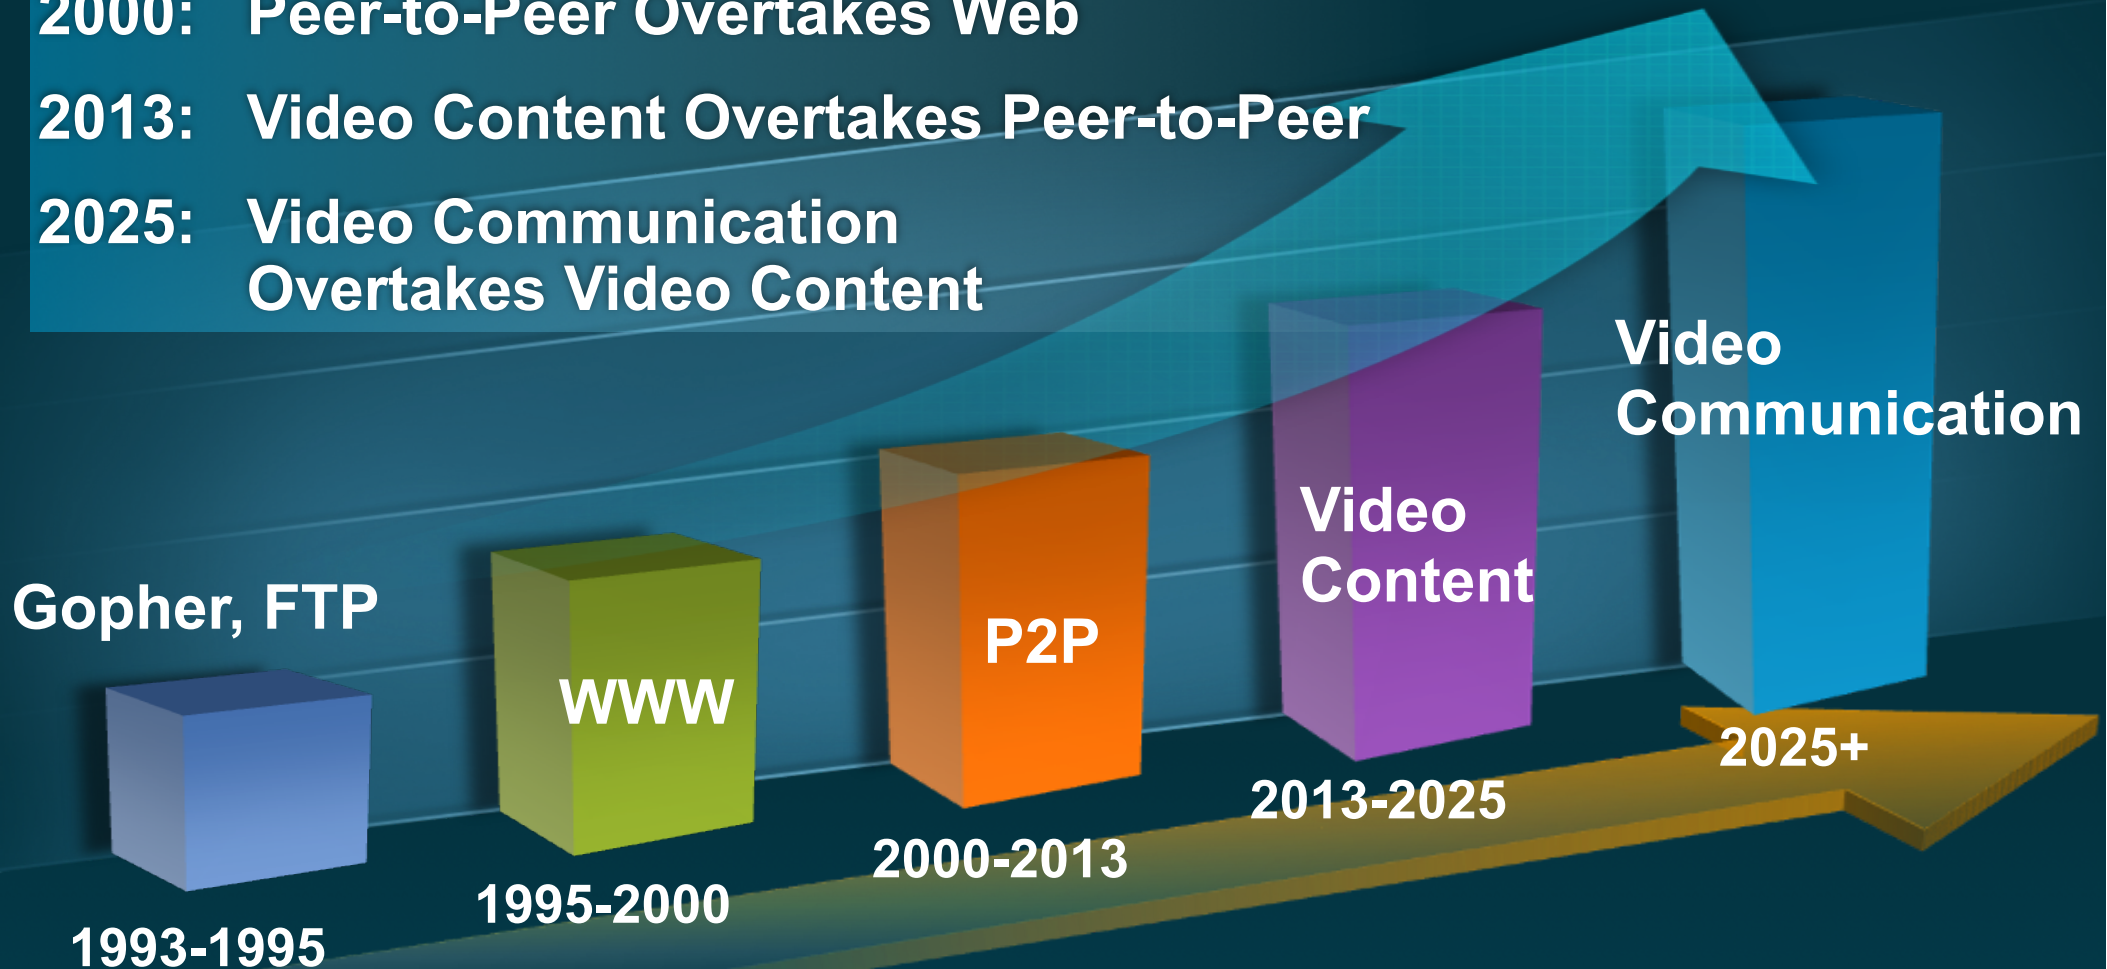 2000: Peer-to-Peer Overtakes Web
2013: Video Content Overtakes Peer-to-Peer
2025: Video Communication
Overtakes Video Content
Gopher, FTP
WWW
P2P
Video
Content
Video
Communication
1993-1995
1995-2000
2000-2013
2013-2025
2025+